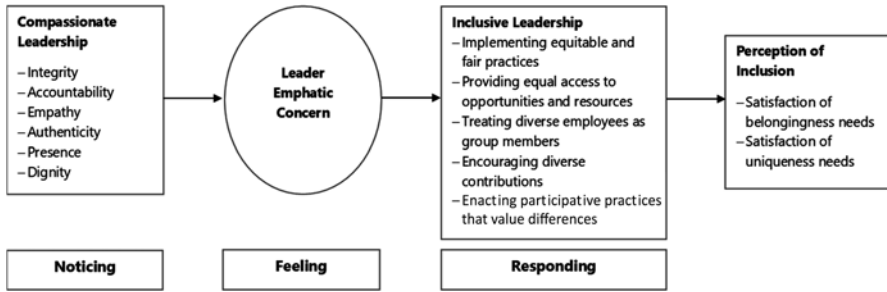 Compassionate
Leadership
– Integrity
– Accountability
– Empathy
– Authenticity
– Presence
– Dignity
Leader
Emphatic
Concern
Inclusive Leadership
– Implementing equitable and
fair practices
– Providing equal access to
opportunities and resources
– Treating diverse employees as
group members
– Encouraging diverse
contributions
– Enacting participative practices
that value differences
Perception of
Inclusion
– Satisfaction of
belongingness needs
– Satisfaction of
uniqueness needs
Noticing
Feeling
Responding